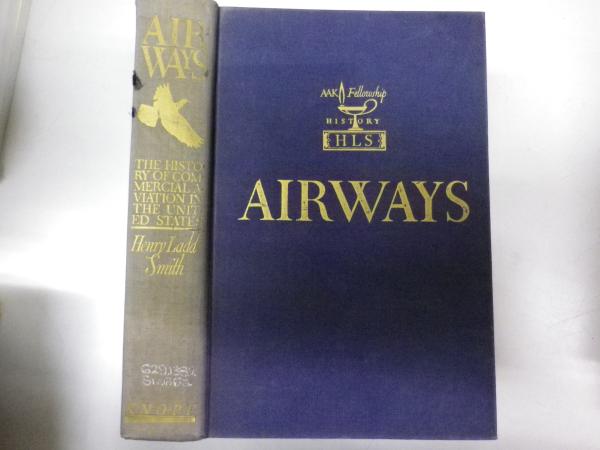 AIR
WAYS
THE HISTO
RY OF COM
MERCIAL A
VIATION IN
THE UNIT
ED STATES
Henry Ladd
Smith
KNOPF
AAK Fellowship
HISTORY
HLS
AIRWAYS